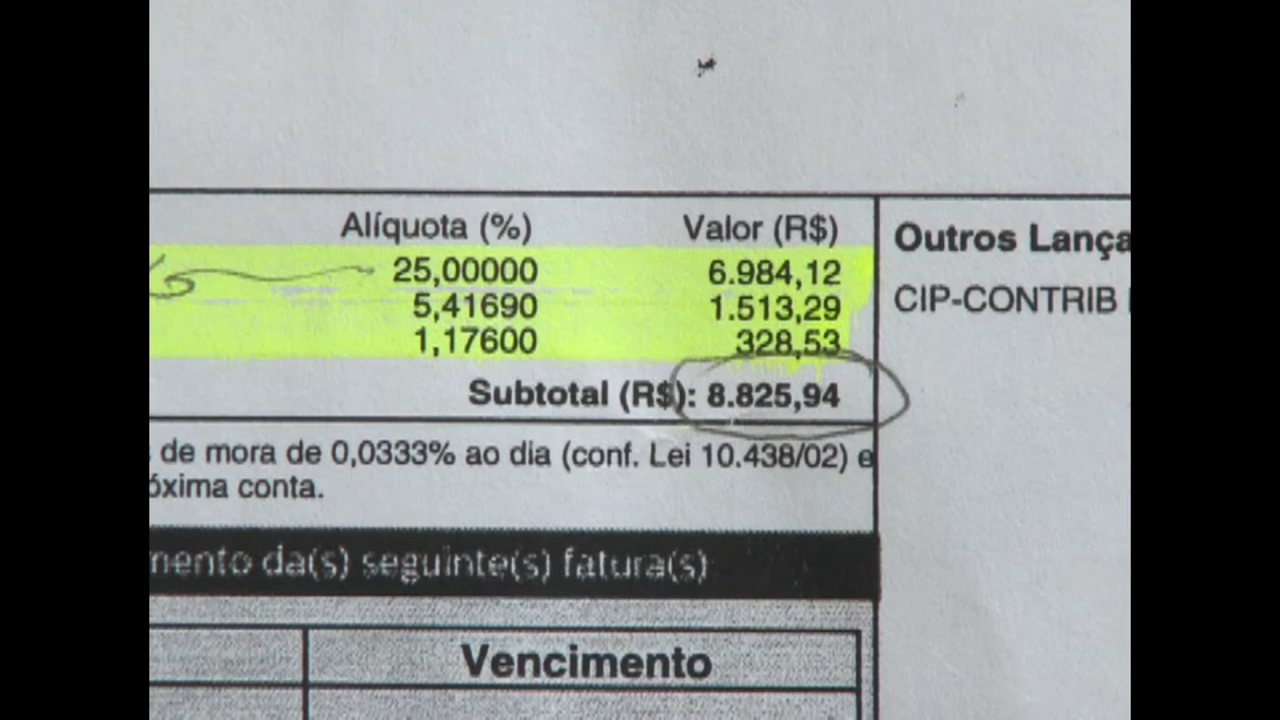 Alíquota (%) Valor (R$)
25,00000 6.984,12
5,41690 1.513,29
1,17600 328,53
Subtotal (R$): 8.825,94
de mora de 0,0333% ao dia (conf. Lei 10.438/02) e
óxima conta.
mento da(s) seguinte(s) fatura(s)
Vencimento
Outros Lança
CIP-CONTRIB